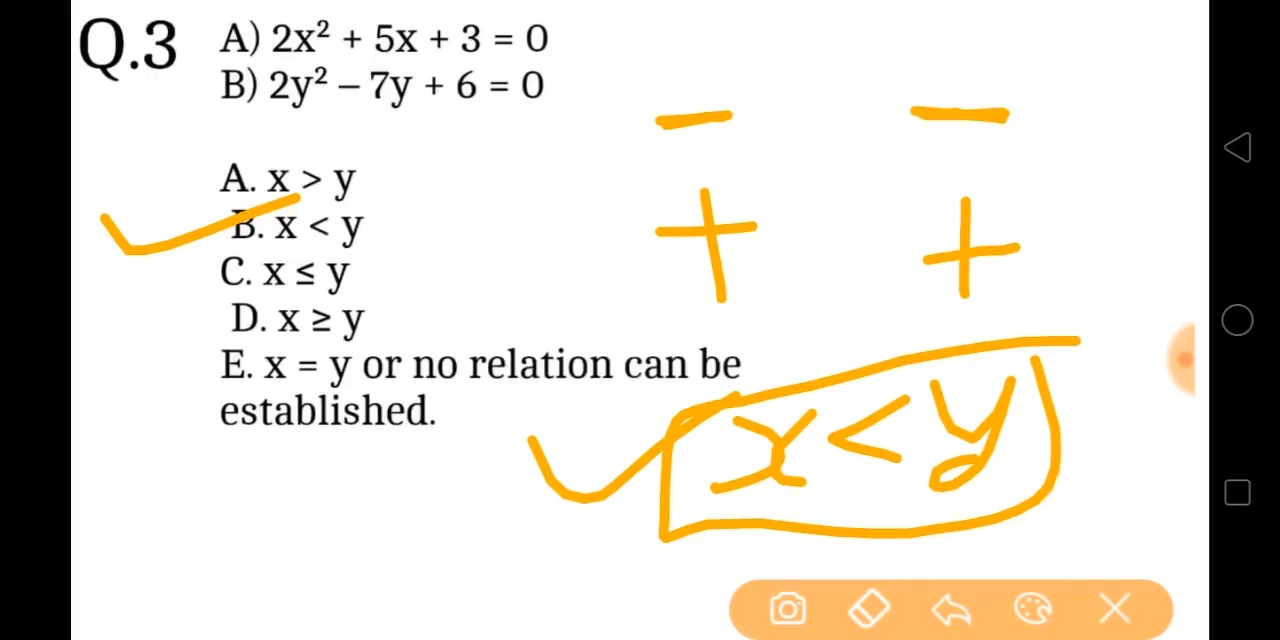 Q.3 A) 2x² + 5x + 3 = 0
B) 2y² – 7y + 6 = 0
– –
A. x > y
+ +
B. x < y
C. x ≤ y
D. x ≥ y
E. x = y or no relation can be
established.
x < y